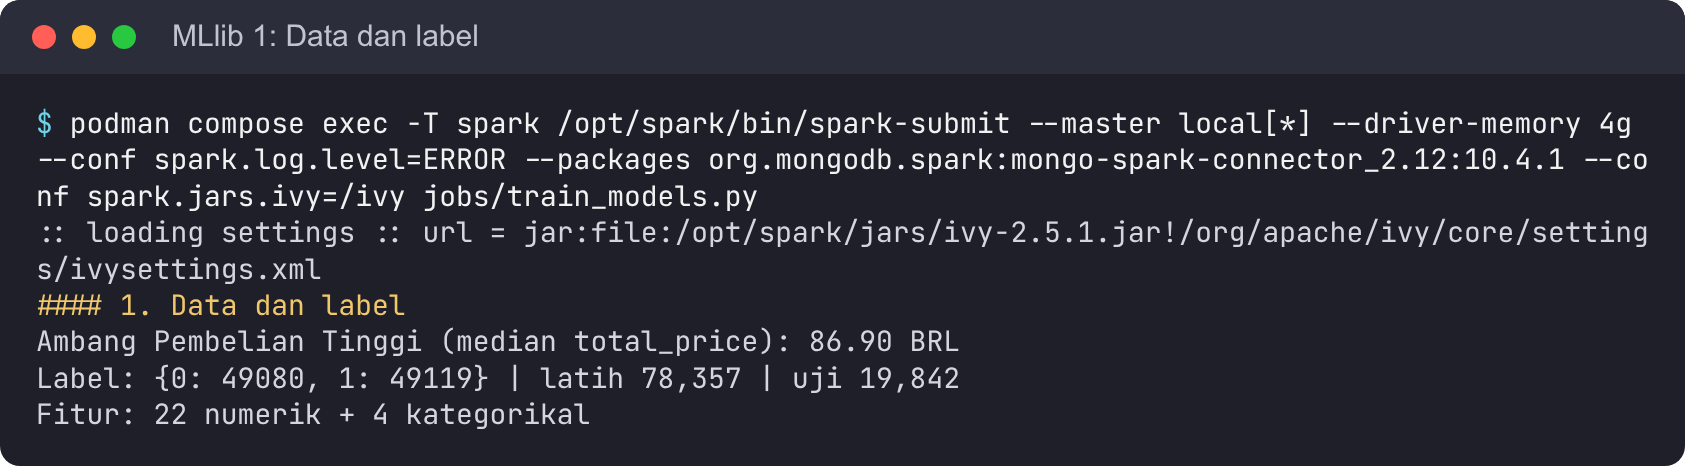 MLlib 1: Data dan label
$ podman compose exec -T spark /opt/spark/bin/spark-submit --master local[*] --driver-memory 4g
--conf spark.log.level=ERROR --packages org.mongodb.spark:mongo-spark-connector_2.12:10.4.1 --co
nf spark.jars.ivy=/ivy jobs/train_models.py
:: loading settings :: url = jar:file:/opt/spark/jars/ivy-2.5.1.jar!/org/apache/ivy/core/setting
s/ivysettings.xml
#### 1. Data dan label
Ambang Pembelian Tinggi (median total_price): 86.90 BRL
Label: {0: 49080, 1: 49119} | latih 78,357 | uji 19,842
Fitur: 22 numerik + 4 kategorikal